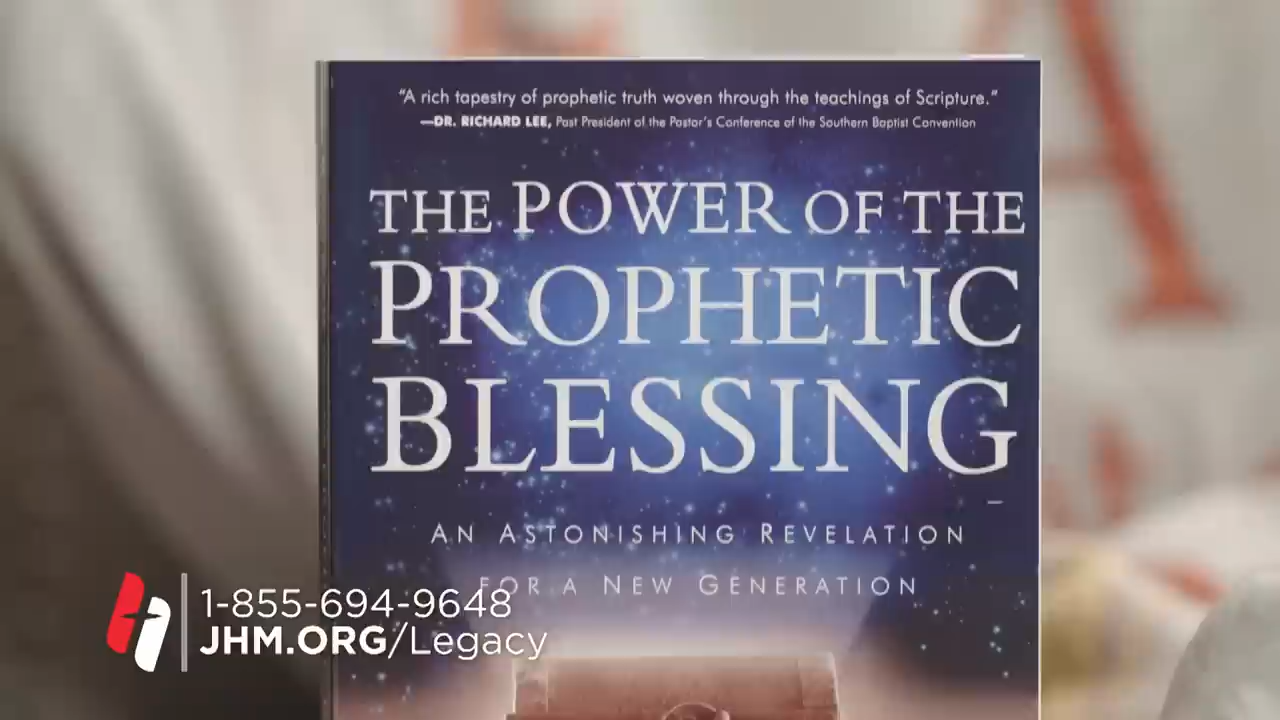 “A rich tapestry of prophetic truth woven through the teachings of Scripture.”
—DR. RICHARD LEE, Past President of the Pastor's Conference of the Southern Baptist Convention
THE POWER OF THE
PROPHETIC
BLESSING
AN ASTONISHING REVELATION
FOR A NEW GENERATION
1-855-694-9648
JHM.ORG/Legacy